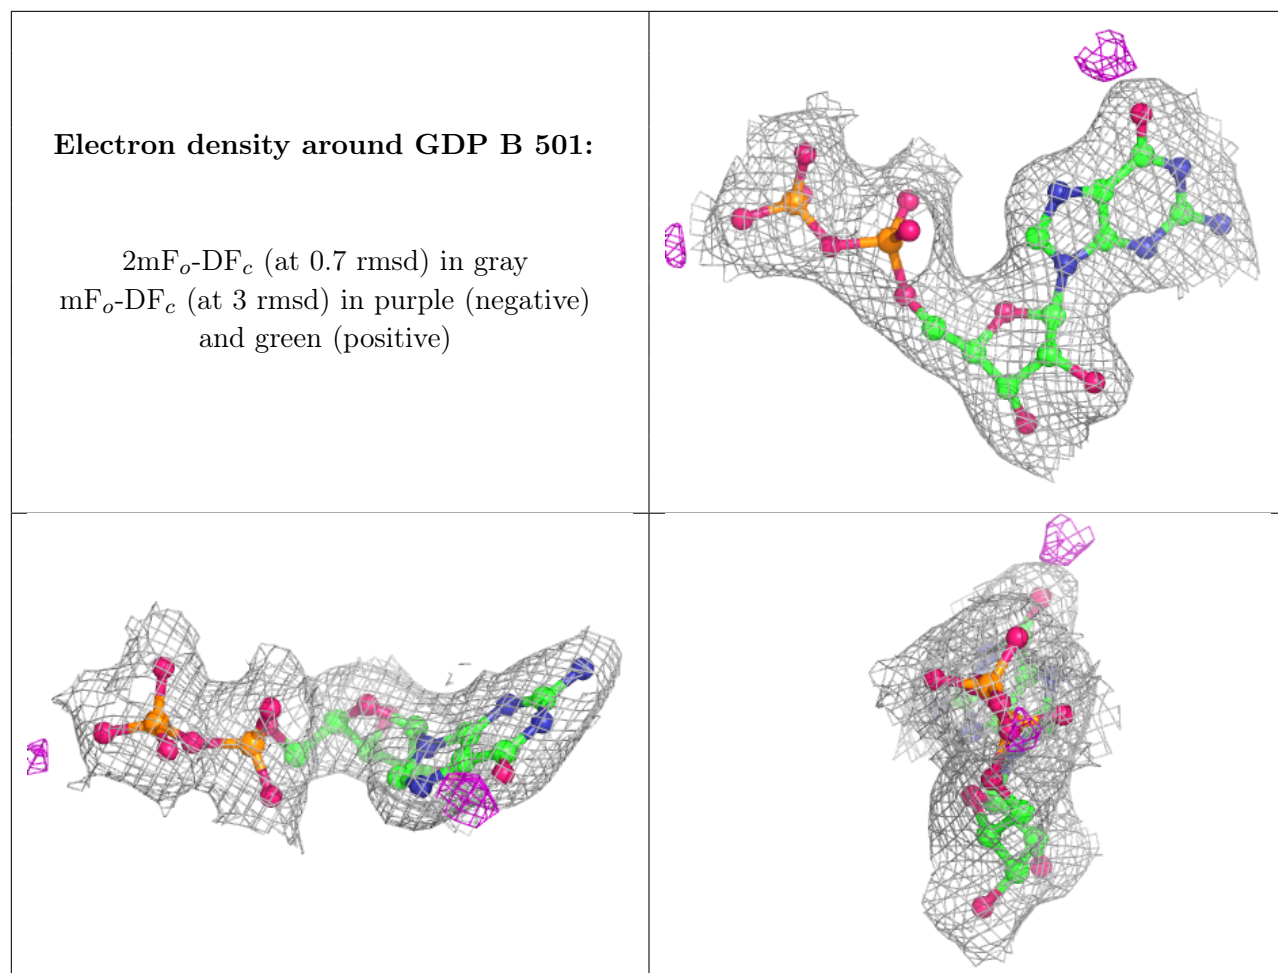 Electron density around GDP B 501:
2mFo-DFc (at 0.7 rmsd) in gray
mFo-DFc (at 3 rmsd) in purple (negative)
and green (positive)